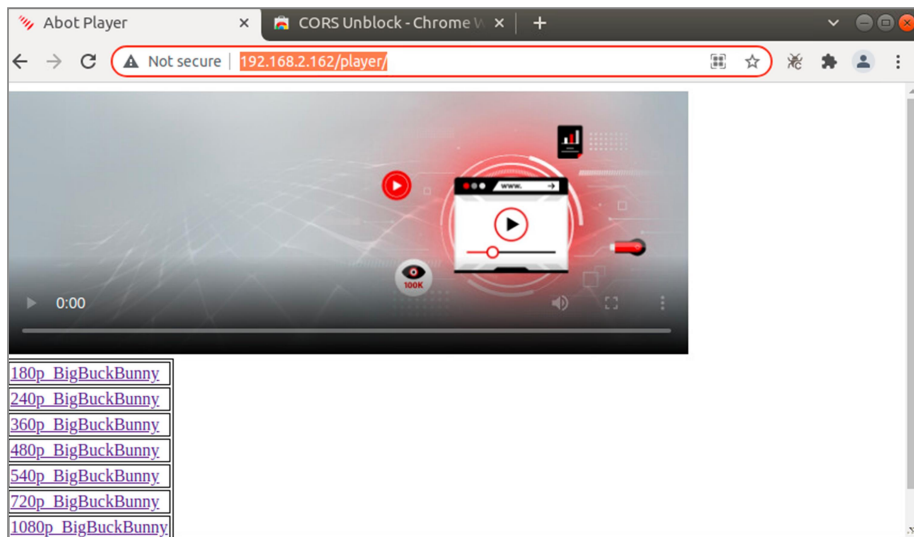 Abot Player
CORS Unblock - Chrome
Not secure
192.168.2.162/player/
www.
100K
0:00
180p_BigBuckBunny
240p_BigBuckBunny
360p_BigBuckBunny
480p_BigBuckBunny
540p_BigBuckBunny
720p_BigBuckBunny
1080p_BigBuckBunny